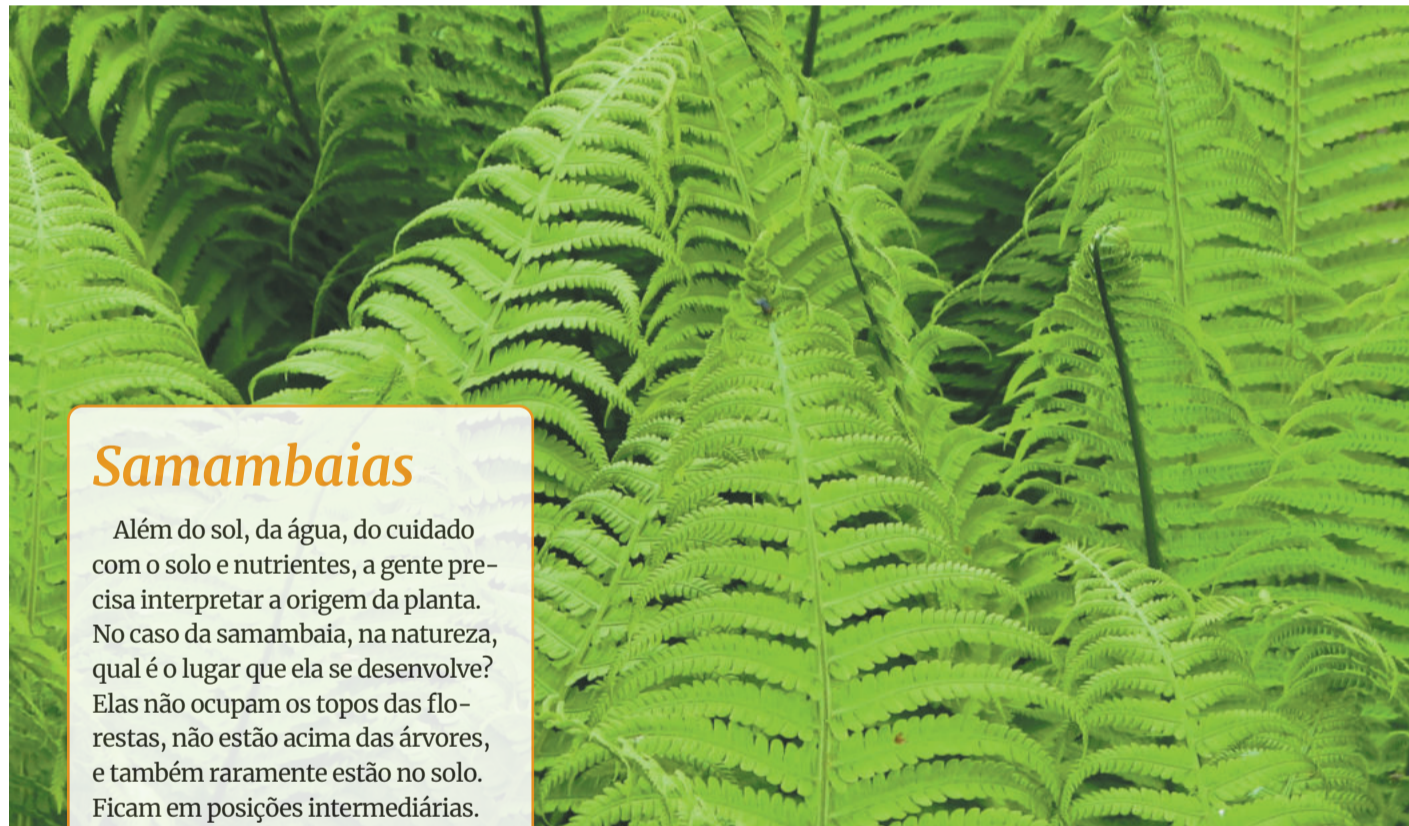 Samambaias
Além do sol, da água, do cuidado
com o solo e nutrientes, a gente pre-
cisa interpretar a origem da planta.
No caso da samambaia, na natureza,
qual é o lugar que ela se desenvolve?
Elas não ocupam os topos das flo-
restas, não estão acima das árvores,
e também raramente estão no solo.
Ficam em posições intermediárias.